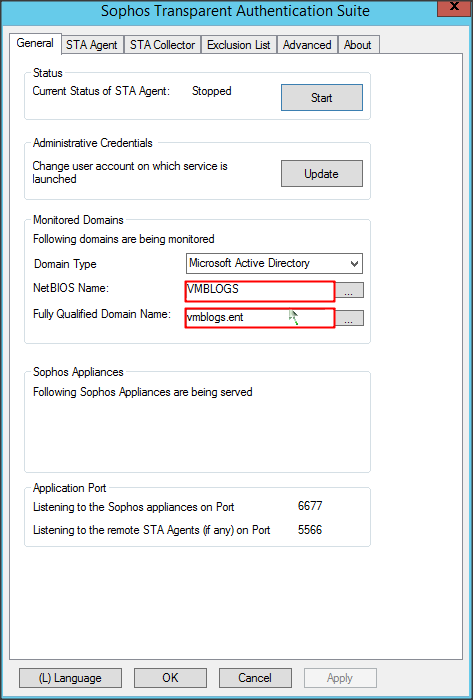 Sophos Transparent Authentication Suite
x
General STA Agent STA Collector Exclusion List Advanced About
Status
Current Status of STA Agent: Stopped Start
Administrative Credentials
Change user account on which service is
launched
Update
Monitored Domains
Following domains are being monitored
Domain Type Microsoft Active Directory
NetBIOS Name: VMBLOGS ...
Fully Qualified Domain Name: vmblogs.ent ...
Sophos Appliances
Following Sophos Appliances are being served
Application Port
Listening to the Sophos appliances on Port 6677
Listening to the remote STA Agents (if any) on Port 5566
(L) Language OK Cancel Apply